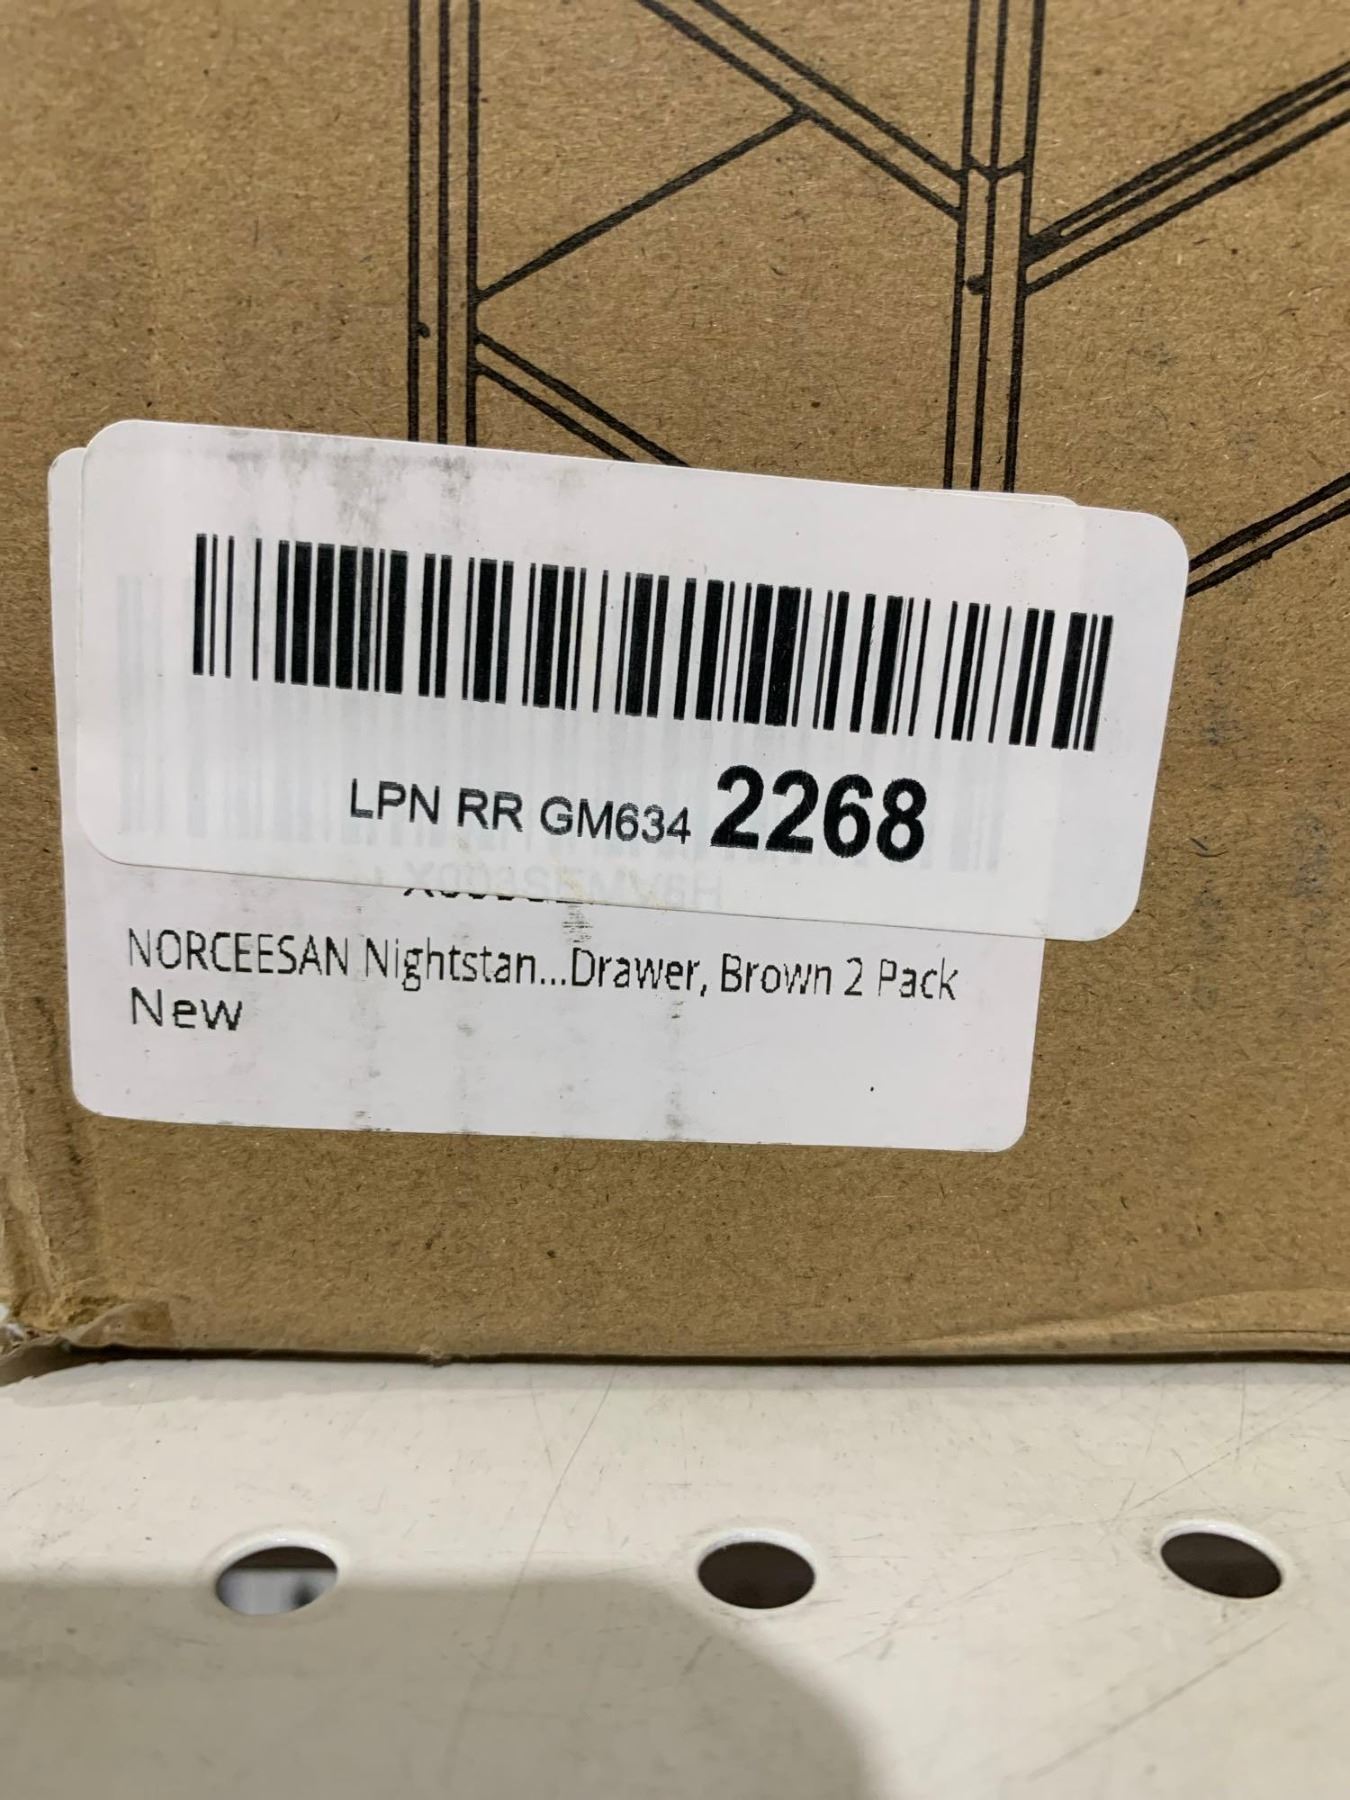 LPN RR GM634 2268
NORCEESAN Nightstan...Drawer, Brown 2 Pack
New